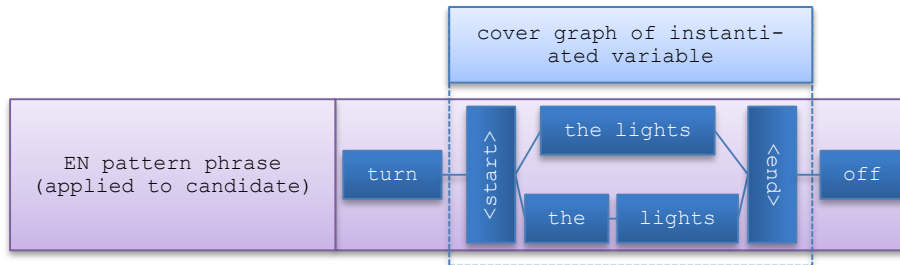 cover graph of instanti-
ated variable
EN pattern phrase
(applied to candidate)
turn
<start>
the lights
the
lights
<end>
off